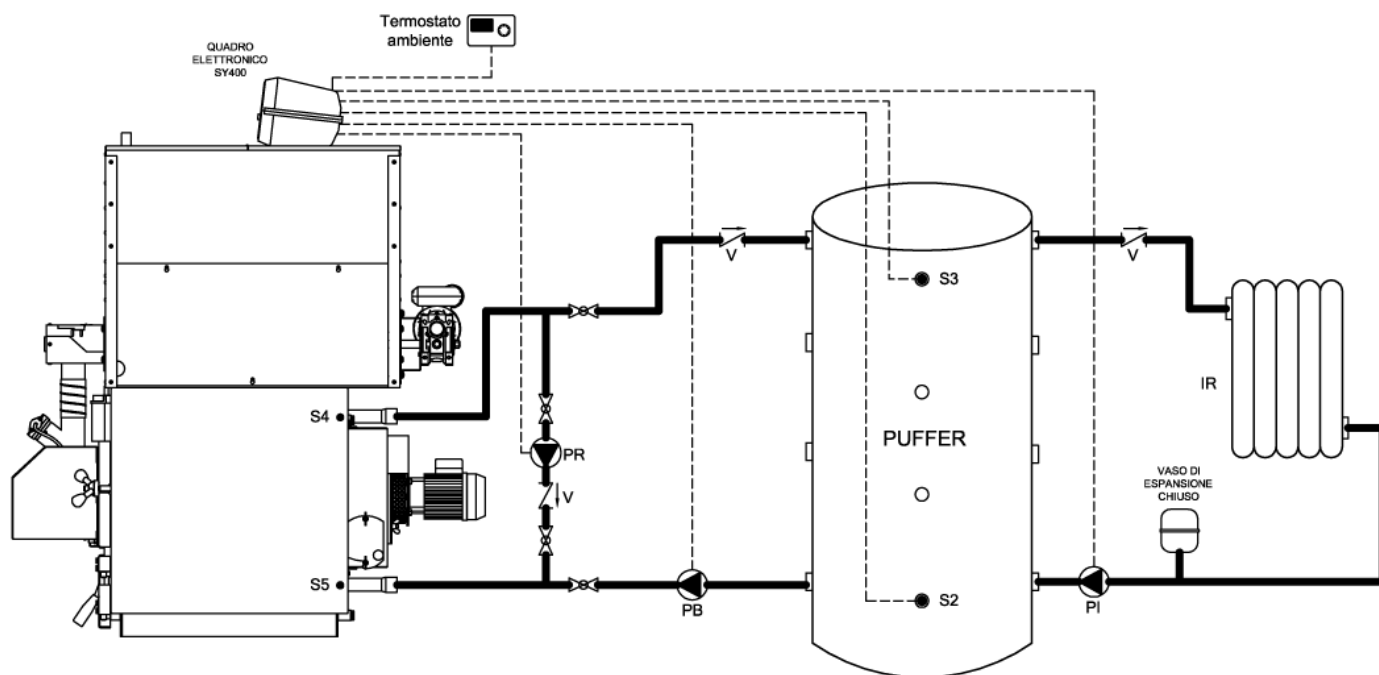 Termostato
ambiente
QUADRO
ELETTRONICO
SY400
V
V
S3
S4
IR
PUFFER
PR
VASO DI
ESPANSIONE
CHIUSO
V
S5
S2
PB
PI